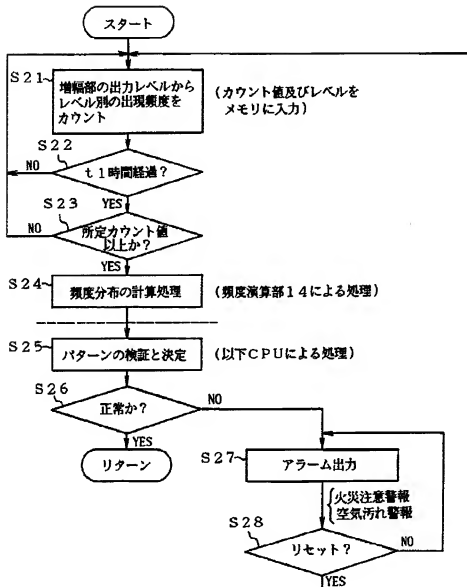 スタート
S21
増幅部の出力レベルから
レベル別の出現頻度を
カウント
(カウント値及びレベルを
メモリに入力)
S22
NO
t1時間経過?
YES
S23
NO
所定カウント値
以上か?
YES
S24
頻度分布の計算処理
(頻度演算部14による処理)
S25
パターンの検証と決定
(以下CPUによる処理)
S26
正常か?
NO
YES
リターン
S27
アラーム出力
火災注意警報
空気汚れ警報
S28
リセット?
NO
YES